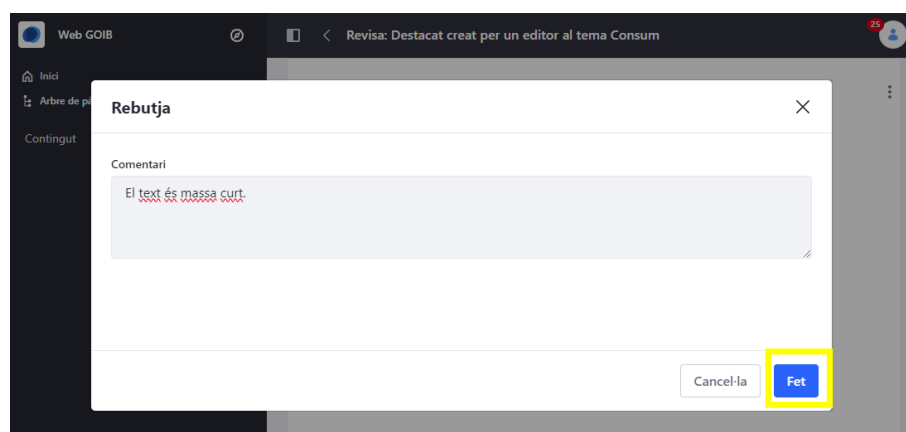 Web GOIB
Revisa: Destacat creat per un editor al tema Consum
25
Inici
Arbre de
Contingut
Rebutja
Comentari
El text és massa curt.
Cancel·la
Fet